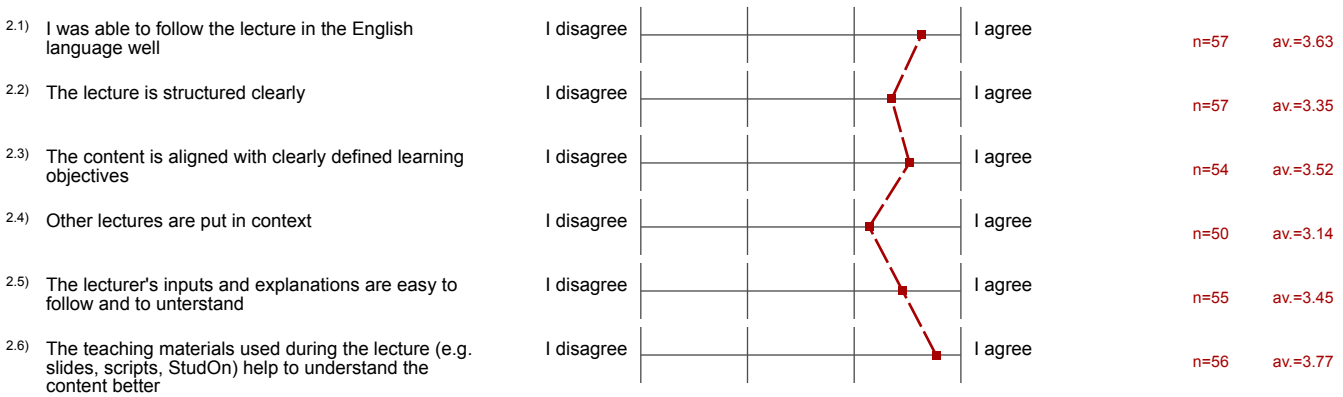 2.1) I was able to follow the lecture in the English I disagree I agree n=57 av.=3.63
language well
2.2) The lecture is structured clearly I disagree I agree n=57 av.=3.35
2.3) The content is aligned with clearly defined learning I disagree I agree n=54 av.=3.52
objectives
2.4) Other lectures are put in context I disagree I agree n=50 av.=3.14
2.5) The lecturer's inputs and explanations are easy to I disagree I agree n=55 av.=3.45
follow and to unterstand
2.6) The teaching materials used during the lecture (e.g. I disagree I agree n=56 av.=3.77
slides, scripts, StudOn) help to understand the
content better